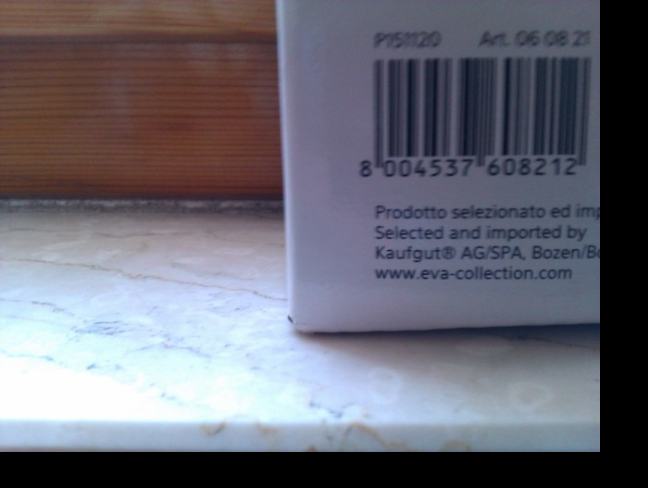 P151120 Art. 06 08 21
8 004537 608212
Prodotto selezionato ed imp
Selected and imported by
Kaufgut® AG/SPA, Bozen/Bo
www.eva-collection.com